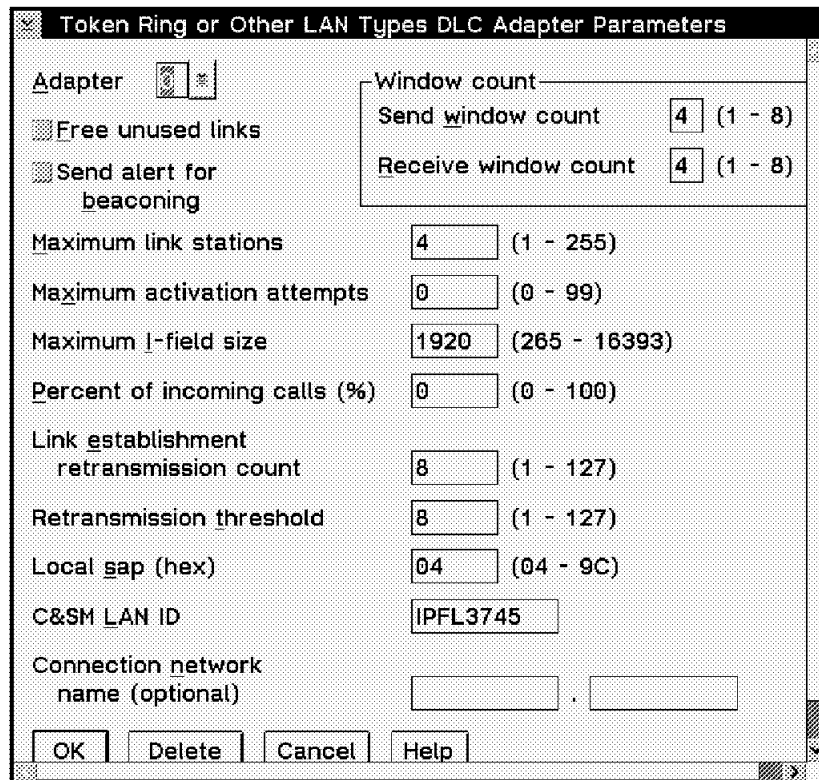 Token Ring or Other LAN Types DLC Adapter Parameters
Adapter 0
Free unused links
Send alert for
beaconing
Window count
Send window count 4 (1 - 8)
Receive window count 4 (1 - 8)
Maximum link stations 4 (1 - 255)
Maximum activation attempts 0 (0 - 99)
Maximum I-field size 1920 (265 - 16393)
Percent of incoming calls (%) 0 (0 - 100)
Link establishment
retransmission count 8 (1 - 127)
Retransmission threshold 8 (1 - 127)
Local sap (hex) 04 (04 - 9C)
C&SM LAN ID IPFL3745
Connection network
name (optional) .
OK Delete Cancel Help